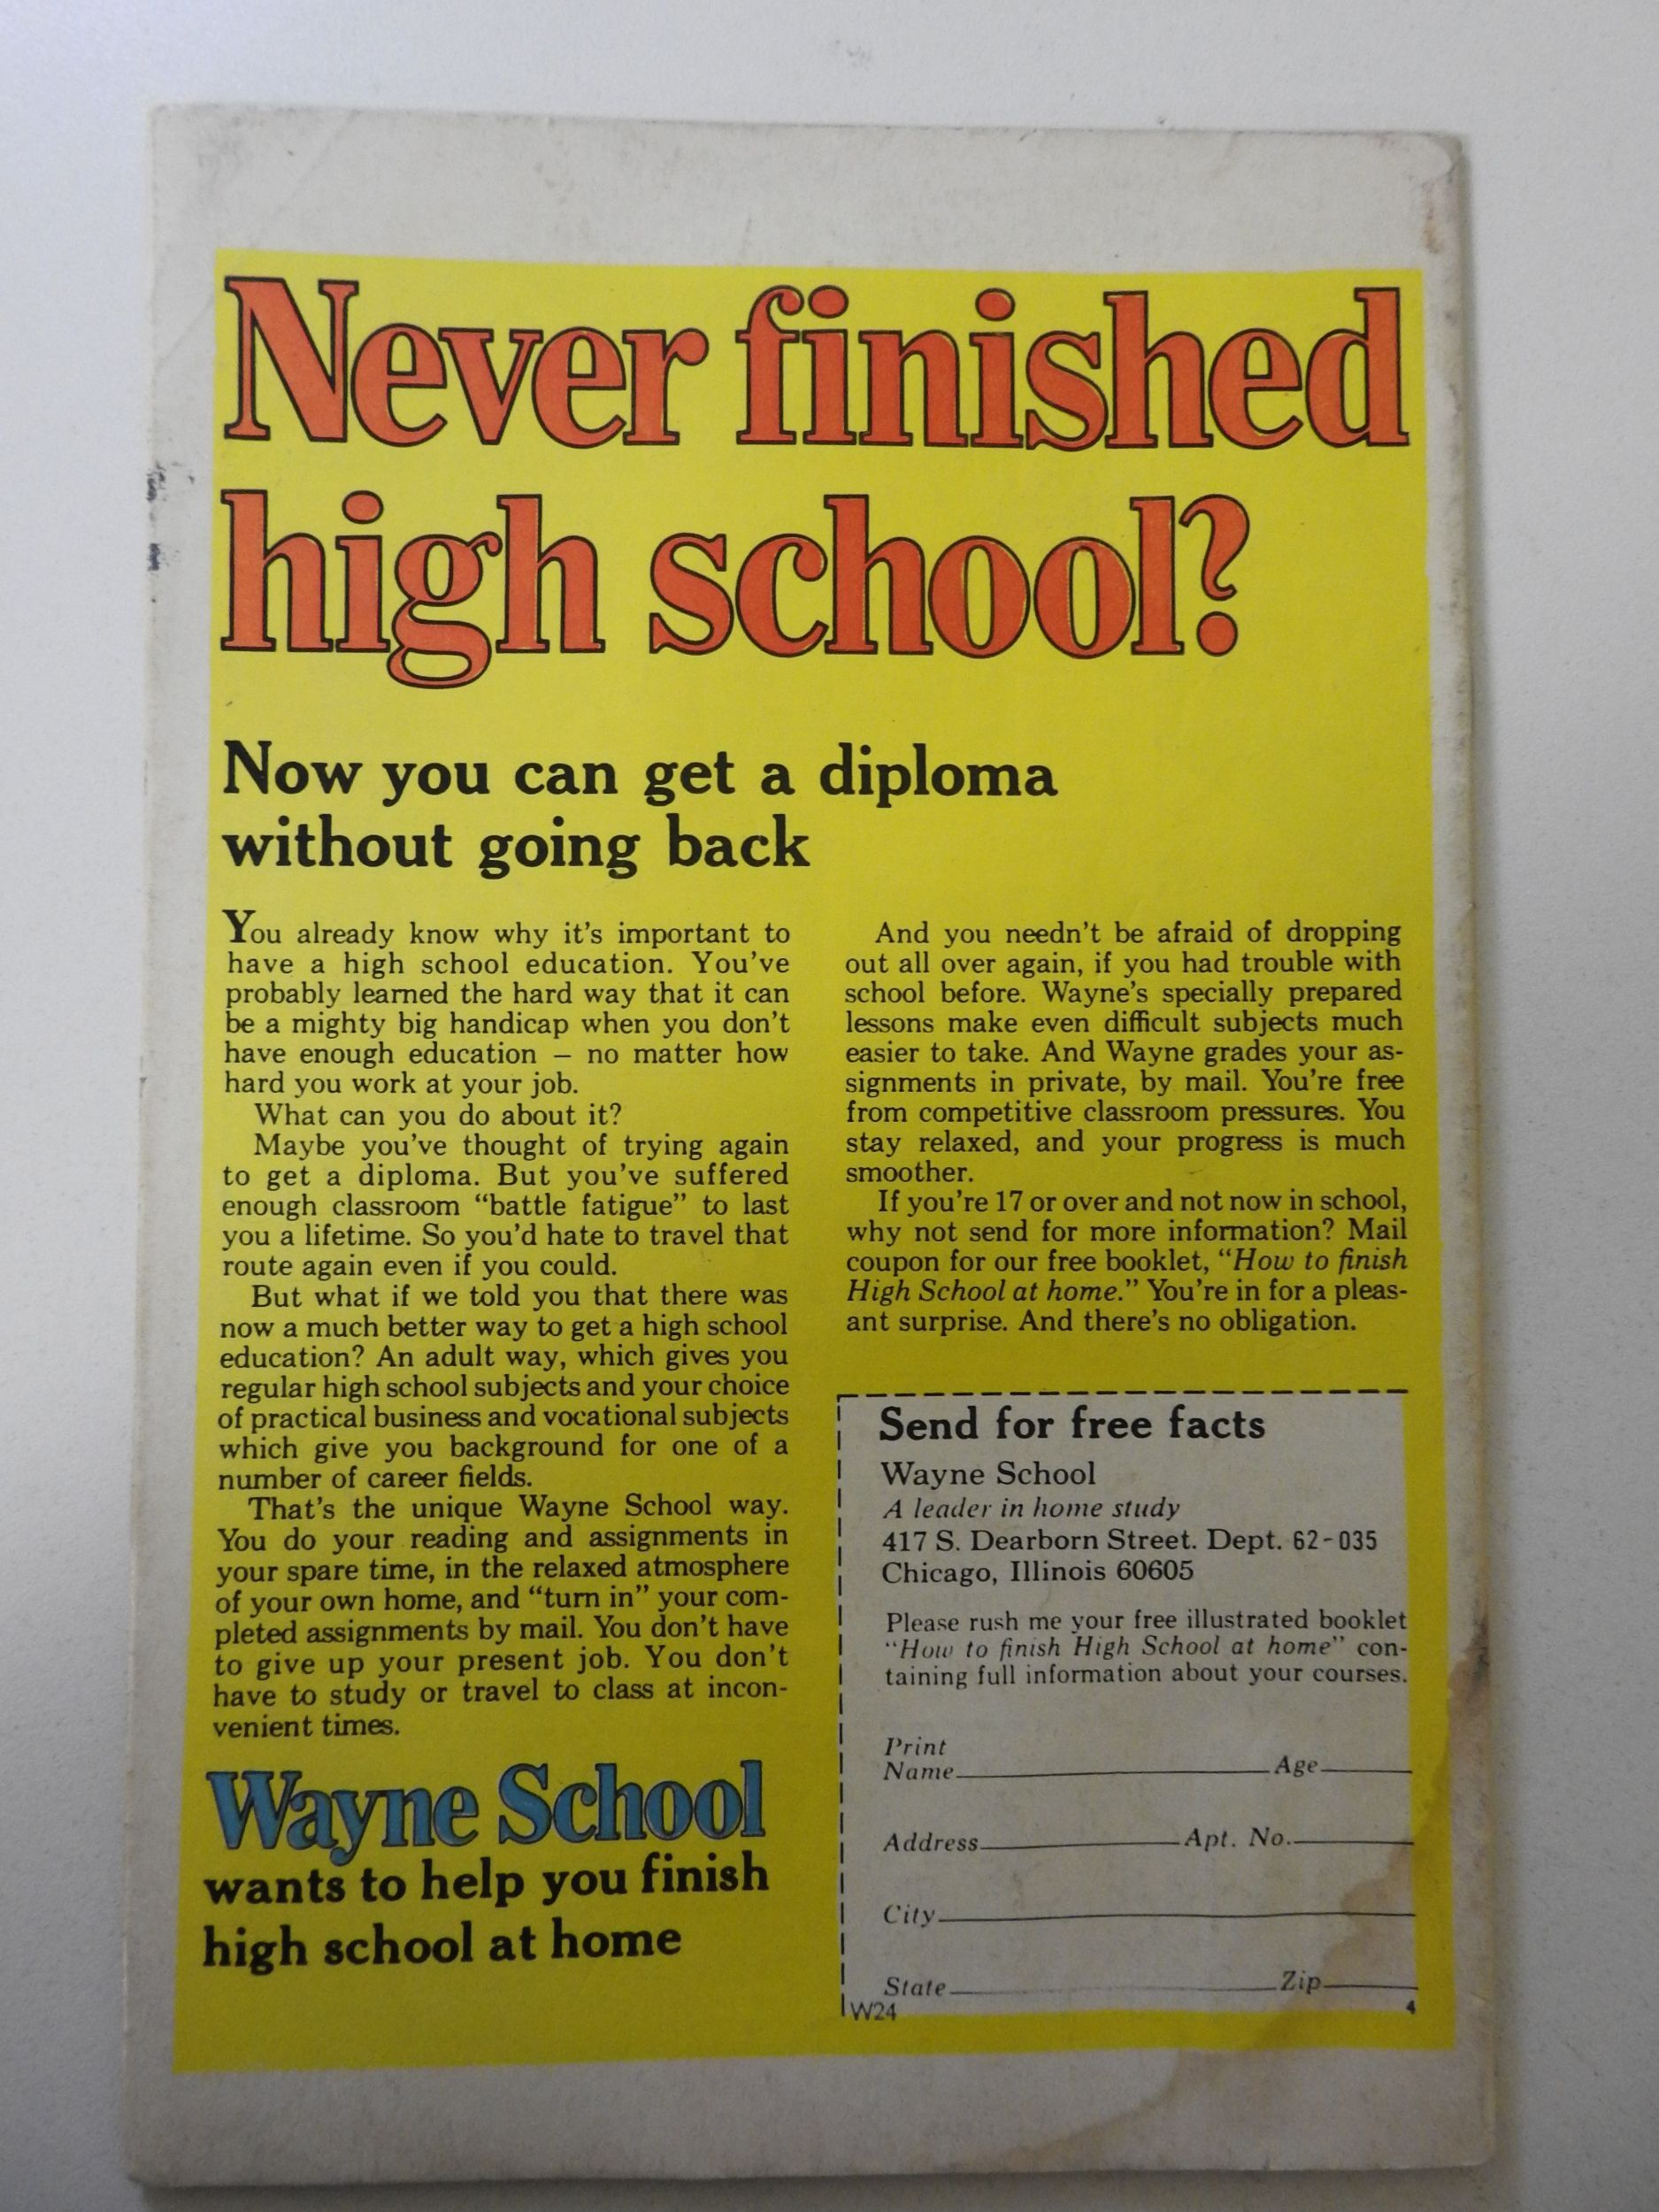 Never finished
high school?
Now you can get a diploma
without going back
You already know why it's important to
have a high school education. You've
probably learned the hard way that it can
be a mighty big handicap when you don't
have enough education – no matter how
hard you work at your job.
What can you do about it?
Maybe you've thought of trying again
to get a diploma. But you've suffered
enough classroom “battle fatigue” to last
you a lifetime. So you'd hate to travel that
route again even if you could.
But what if we told you that there was
now a much better way to get a high school
education? An adult way, which gives you
regular high school subjects and your choice
of practical business and vocational subjects
which give you background for one of a
number of career fields.
That's the unique Wayne School way.
You do your reading and assignments in
your spare time, in the relaxed atmosphere
of your own home, and “turn in” your com-
pleted assignments by mail. You don't have
to give up your present job. You don't
have to study or travel to class at incon-
venient times.
Wayne School
wants to help you finish
high school at home
And you needn't be afraid of dropping
out all over again, if you had trouble with
school before. Wayne's specially prepared
lessons make even difficult subjects much
easier to take. And Wayne grades your as-
signments in private, by mail. You're free
from competitive classroom pressures. You
stay relaxed, and your progress is much
smoother.
If you're 17 or over and not now in school,
why not send for more information? Mail
coupon for our free booklet, “How to finish
High School at home.” You're in for a pleas-
ant surprise. And there's no obligation.
Send for free facts
Wayne School
A leader in home study
417 S. Dearborn Street. Dept. 62-035
Chicago, Illinois 60605
Please rush me your free illustrated booklet
“How to finish High School at home” con-
taining full information about your courses.
Print
Name Age
Address Apt. No.
City
State Zip
W24 4